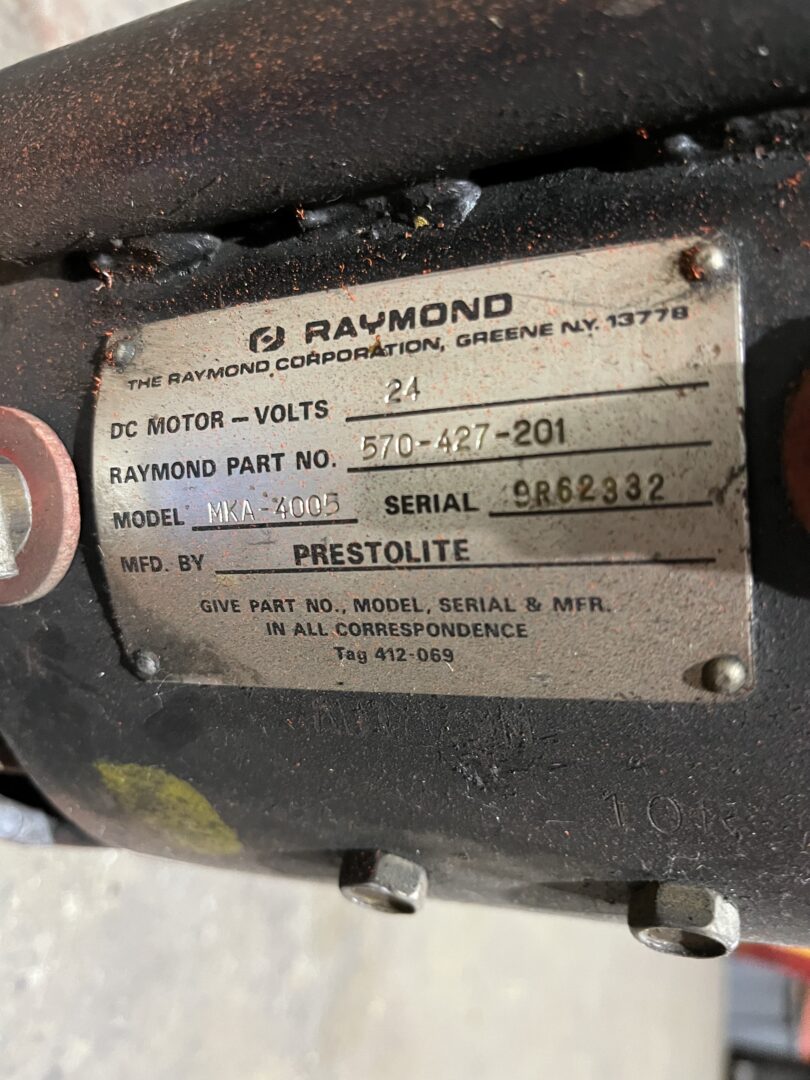 RAYMOND
THE RAYMOND CORPORATION, GREENE N.Y. 13778
DC MOTOR – VOLTS 24
RAYMOND PART NO. 570-427-201
MODEL MKA-4005 SERIAL 9R62332
MFD. BY PRESTOLITE
GIVE PART NO., MODEL, SERIAL & MFR.
IN ALL CORRESPONDENCE
Tag 412-069